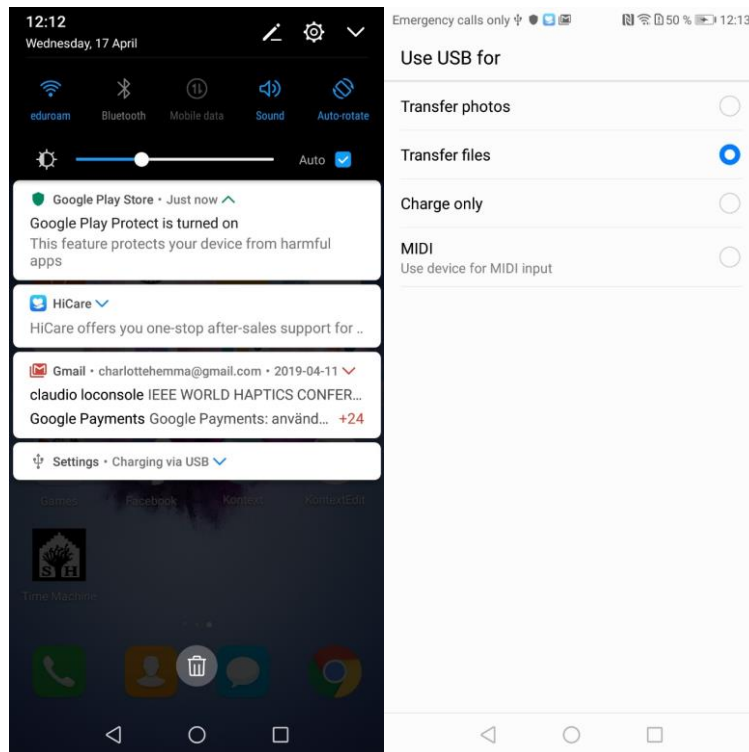 12:12
Wednesday, 17 April
eduroam
Bluetooth
Mobile data
Sound
Auto-rotate
Auto
Google Play Store • Just now
Google Play Protect is turned on
This feature protects your device from harmful
apps
HiCare
HiCare offers you one-stop after-sales support for ..
Gmail • charlottehemma@gmail.com • 2019-04-11
claudio loconsole IEEE WORLD HAPTICS CONFER...
Google Payments Google Payments: använd... +24
Settings • Charging via USB
Games
Facebook
Kontext
KontextEdit
S H
Time Machine
Emergency calls only
50 %
12:13
Use USB for
Transfer photos
Transfer files
Charge only
MIDI
Use device for MIDI input